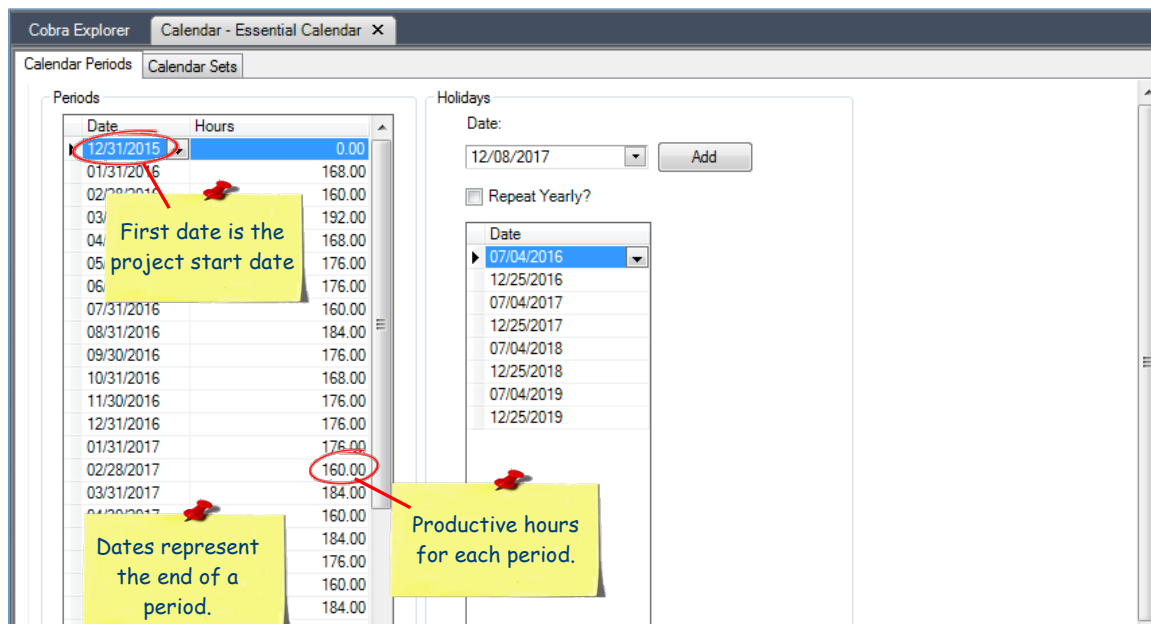 Cobra Explorer Calendar - Essential Calendar ×
Calendar Periods Calendar Sets
Periods
Date Hours
12/31/2015 0.00
01/31/2016 168.00
160.00
03/ 192.00
04/ 168.00
05/ 176.00
06/ 176.00
07/31/2016 160.00
08/31/2016 184.00
09/30/2016 176.00
10/31/2016 168.00
11/30/2016 176.00
12/31/2016 176.00
01/31/2017 176.00
02/28/2017 160.00
03/31/2017 184.00
160.00
184.00
176.00
160.00
184.00
First date is the
project start date
Dates represent
the end of a
period.
Productive hours
for each period.
Holidays
Date:
12/08/2017 Add
Repeat Yearly?
Date
07/04/2016
12/25/2016
07/04/2017
12/25/2017
07/04/2018
12/25/2018
07/04/2019
12/25/2019